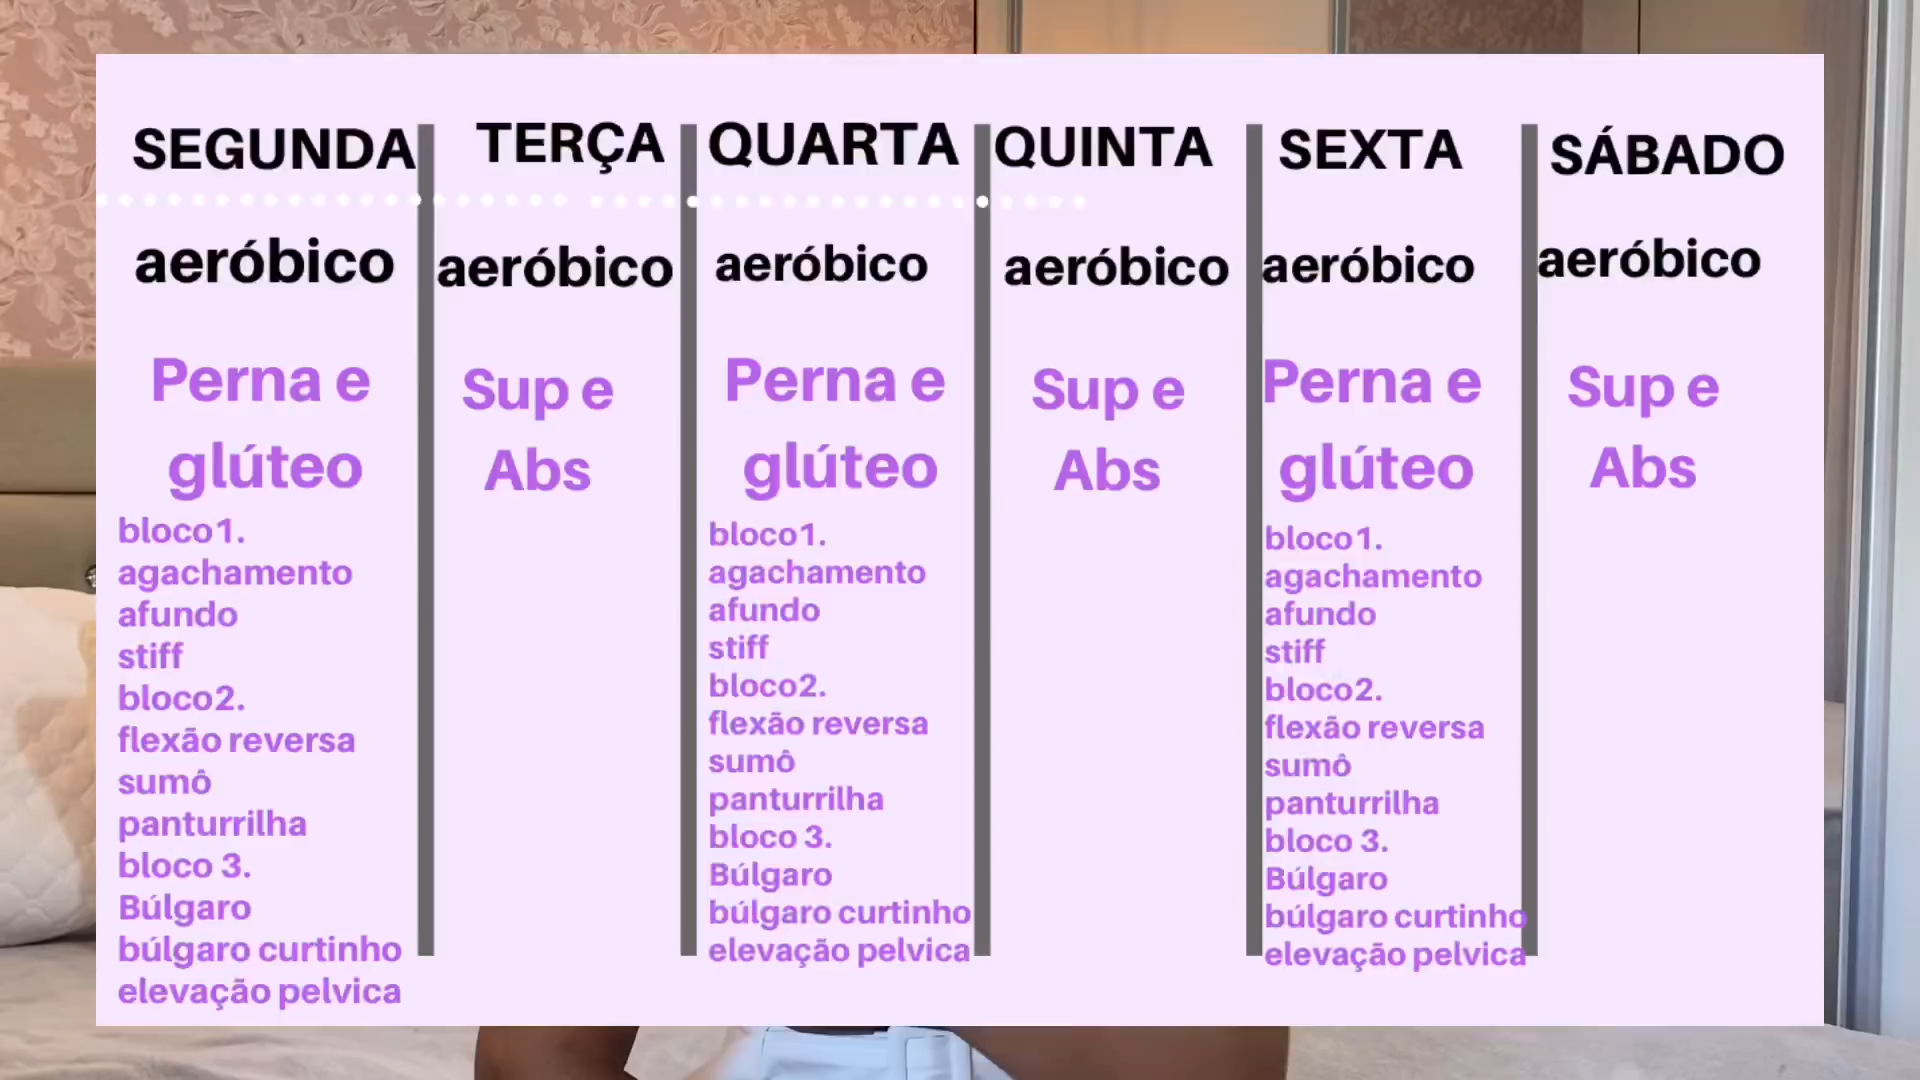 SEGUNDA
aeróbico
Perna e
glúteo
bloco1.
agachamento
afundo
stiff
bloco2.
flexão reversa
sumô
panturrilha
bloco 3.
Búlgaro
búlgaro curtinho
elevação pelvica
TERÇA
aeróbico
Sup e
Abs
QUARTA
aeróbico
Perna e
glúteo
bloco1.
agachamento
afundo
stiff
bloco2.
flexão reversa
sumô
panturrilha
bloco 3.
Búlgaro
búlgaro curtinho
elevação pelvica
QUINTA
aeróbico
Sup e
Abs
SEXTA
aeróbico
Perna e
glúteo
bloco1.
agachamento
afundo
stiff
bloco2.
flexão reversa
sumô
panturrilha
bloco 3.
Búlgaro
búlgaro curtinho
elevação pelvica
SÁBADO
aeróbico
Sup e
Abs